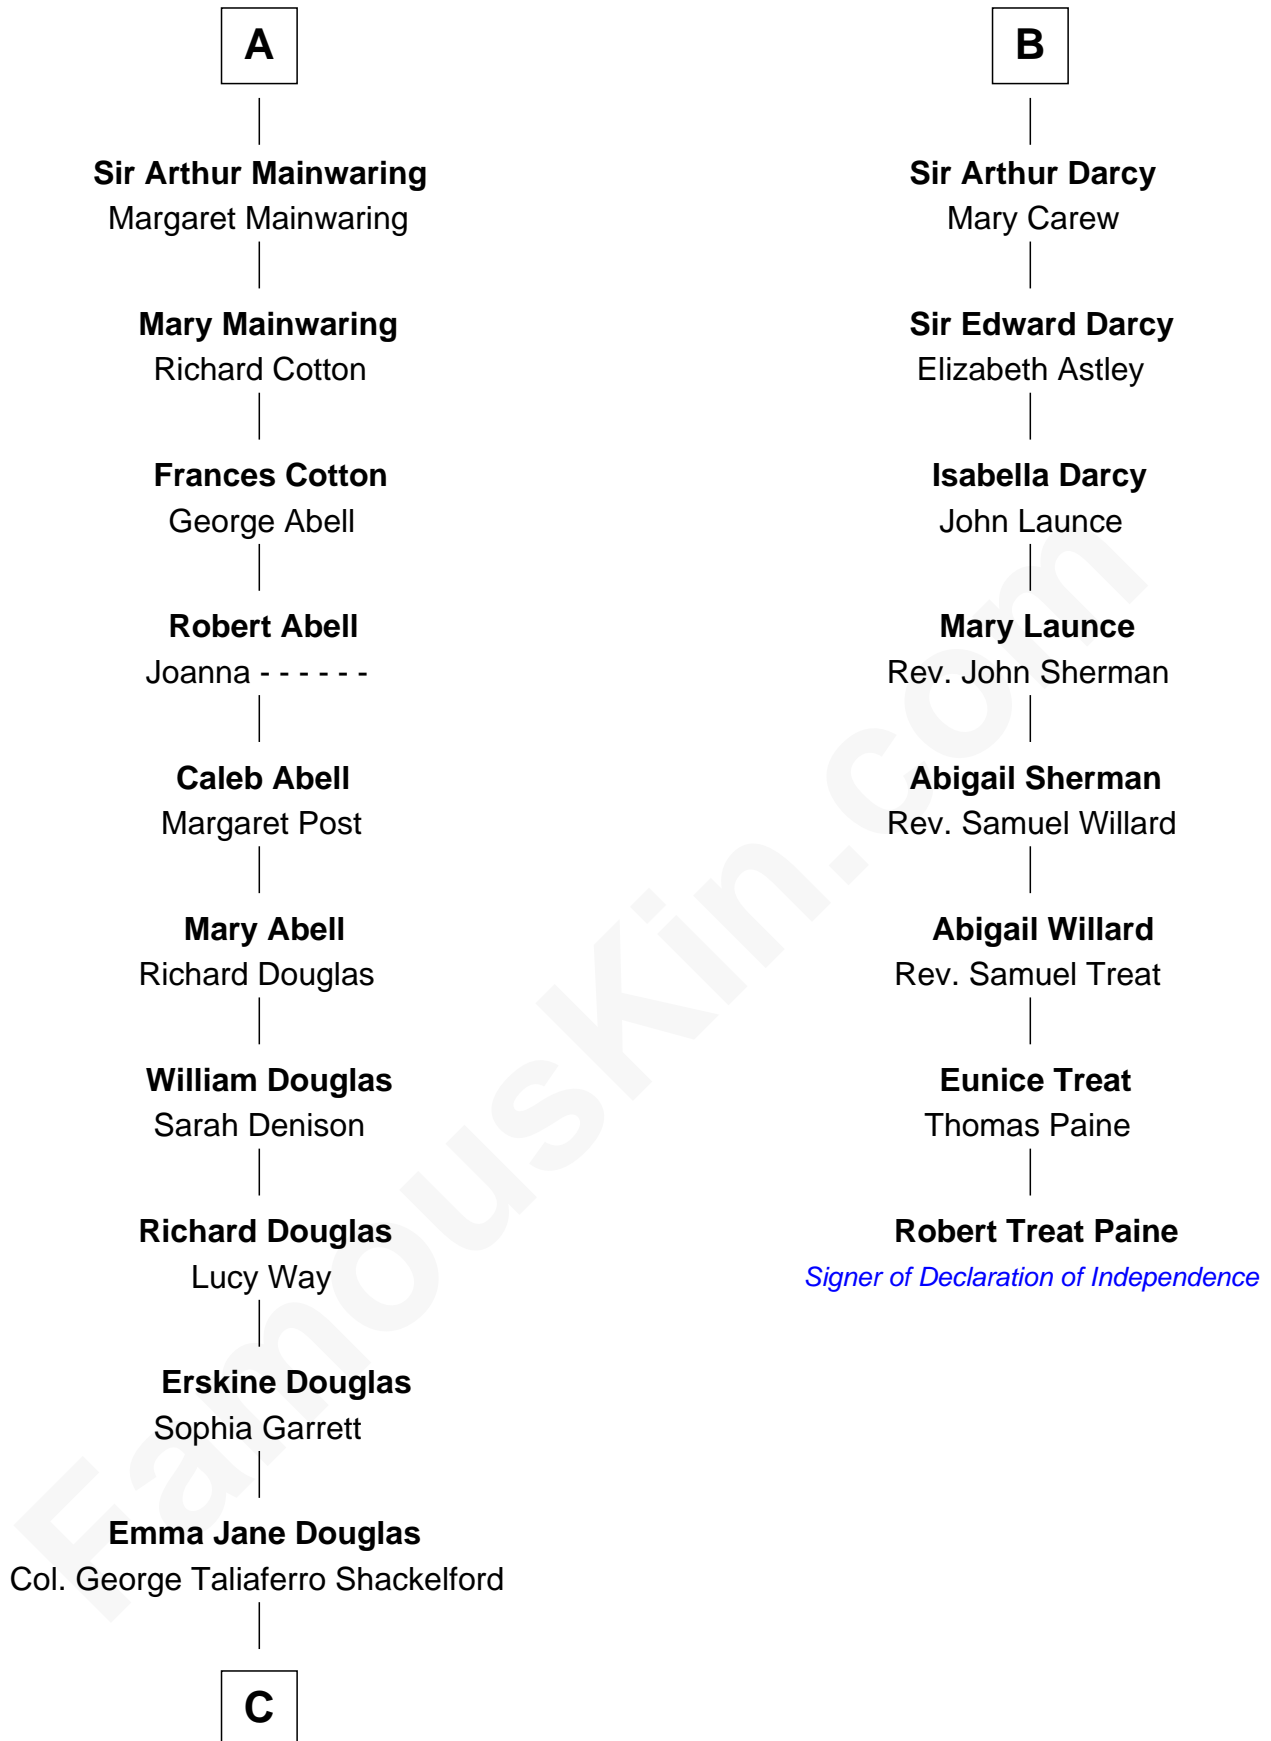 A
Sir Arthur Mainwaring
Margaret Mainwaring
Mary Mainwaring
Richard Cotton
Frances Cotton
George Abell
Robert Abell
Joanna - - - - - -
Caleb Abell
Margaret Post
Mary Abell
Richard Douglas
William Douglas
Sarah Denison
Richard Douglas
Lucy Way
Erskine Douglas
Sophia Garrett
Emma Jane Douglas
Col. George Taliaferro Shackelford
C
B
Sir Arthur Darcy
Mary Carew
Sir Edward Darcy
Elizabeth Astley
Isabella Darcy
John Launce
Mary Launce
Rev. John Sherman
Abigail Sherman
Rev. Samuel Willard
Abigail Willard
Rev. Samuel Treat
Eunice Treat
Thomas Paine
Robert Treat Paine
Signer of Declaration of Independence
FamousKin.com